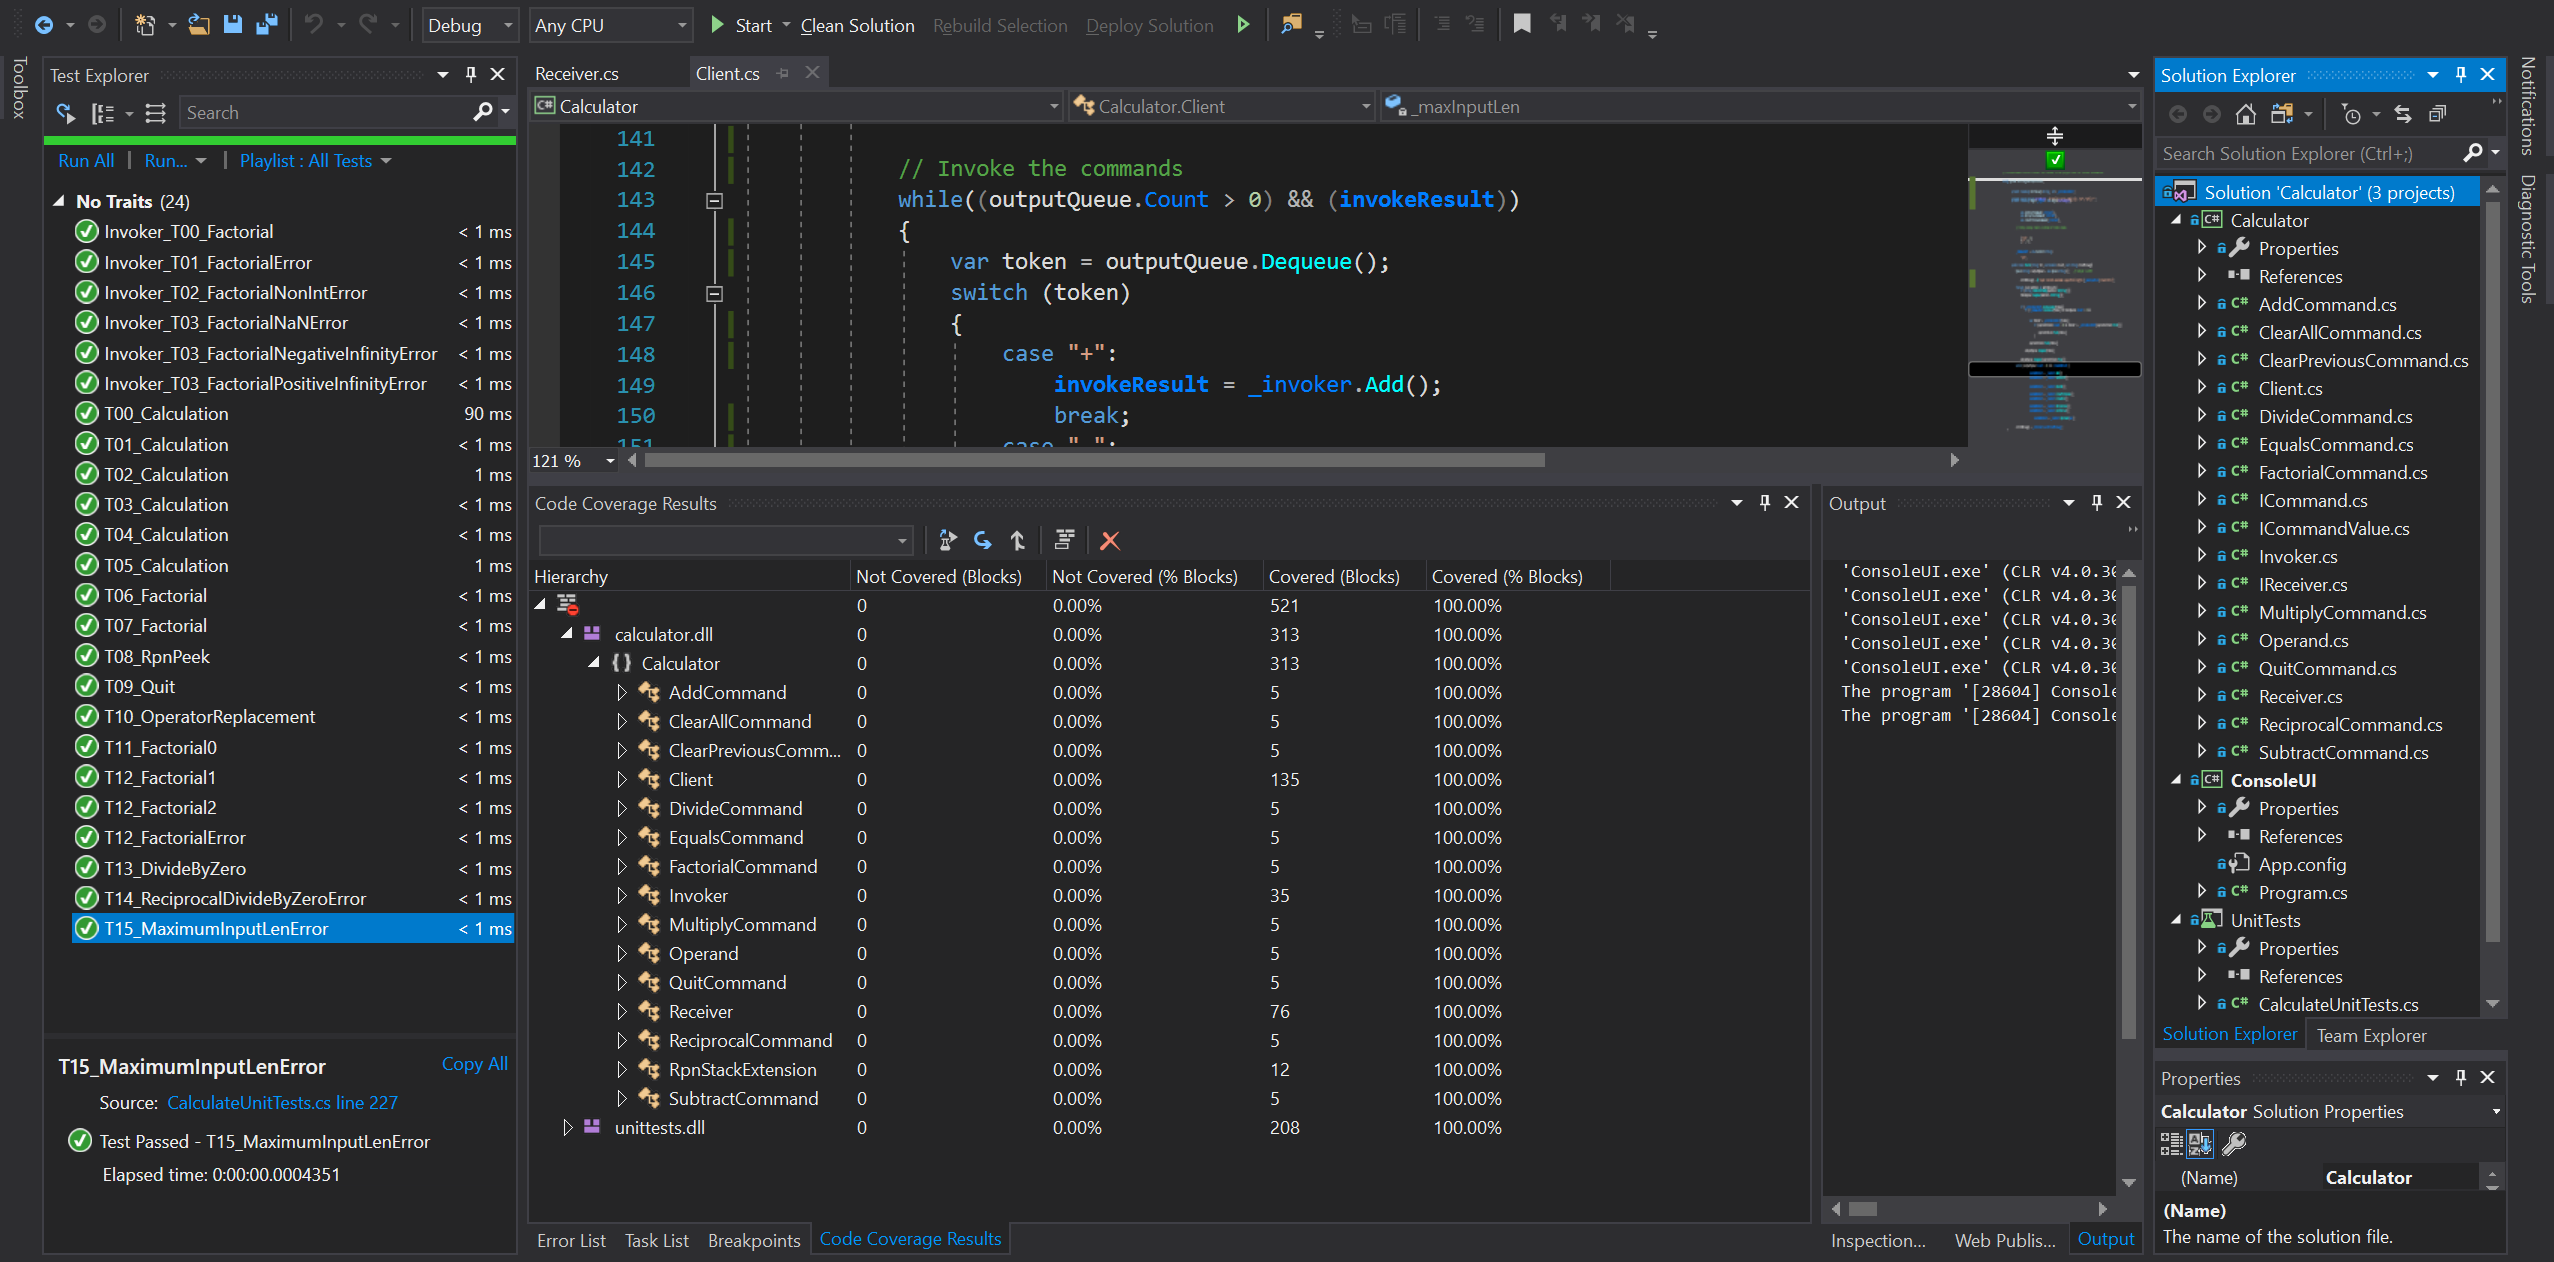 Debug
Any CPU
Start
Clean Solution
Rebuild Selection
Deploy Solution
Toolbox
Test Explorer
Search
Run All | Run... | Playlist : All Tests
No Traits (24)
Invoker_T00_Factorial < 1 ms
Invoker_T01_FactorialError < 1 ms
Invoker_T02_FactorialNonIntError < 1 ms
Invoker_T03_FactorialNaNError < 1 ms
Invoker_T03_FactorialNegativeInfinityError < 1 ms
Invoker_T03_FactorialPositiveInfinityError < 1 ms
T00_Calculation 90 ms
T01_Calculation < 1 ms
T02_Calculation 1 ms
T03_Calculation < 1 ms
T04_Calculation < 1 ms
T05_Calculation 1 ms
T06_Factorial < 1 ms
T07_Factorial < 1 ms
T08_RpnPeek < 1 ms
T09_Quit < 1 ms
T10_OperatorReplacement < 1 ms
T11_Factorial0 < 1 ms
T12_Factorial1 < 1 ms
T12_Factorial2 < 1 ms
T12_FactorialError < 1 ms
T13_DivideByZero < 1 ms
T14_ReciprocalDivideByZeroError < 1 ms
T15_MaximumInputLenError < 1 ms
T15_MaximumInputLenError Copy All
Source: CalculateUnitTests.cs line 227
Test Passed - T15_MaximumInputLenError
Elapsed time: 0:00:00.0004351
Receiver.cs
Client.cs
Calculator
Calculator.Client
_maxInputLen
141
142 // Invoke the commands
143 while((outputQueue.Count > 0) && (invokeResult))
144 {
145 var token = outputQueue.Dequeue();
146 switch (token)
147 {
148 case "+":
149 invokeResult = _invoker.Add();
150 break;
151 case "-":
121 %
Code Coverage Results
Hierarchy Not Covered (Blocks) Not Covered (% Blocks) Covered (Blocks) Covered (% Blocks)
0 0.00% 521 100.00%
calculator.dll 0 0.00% 313 100.00%
Calculator 0 0.00% 313 100.00%
AddCommand 0 0.00% 5 100.00%
ClearAllCommand 0 0.00% 5 100.00%
ClearPreviousComm... 0 0.00% 5 100.00%
Client 0 0.00% 135 100.00%
DivideCommand 0 0.00% 5 100.00%
EqualsCommand 0 0.00% 5 100.00%
FactorialCommand 0 0.00% 5 100.00%
Invoker 0 0.00% 35 100.00%
MultiplyCommand 0 0.00% 5 100.00%
Operand 0 0.00% 5 100.00%
QuitCommand 0 0.00% 5 100.00%
Receiver 0 0.00% 76 100.00%
ReciprocalCommand 0 0.00% 5 100.00%
RpnStackExtension 0 0.00% 12 100.00%
SubtractCommand 0 0.00% 5 100.00%
unittests.dll 0 0.00% 208 100.00%
Error List
Task List
Breakpoints
Code Coverage Results
Output
'ConsoleUI.exe' (CLR v4.0.30
'ConsoleUI.exe' (CLR v4.0.30
'ConsoleUI.exe' (CLR v4.0.30
'ConsoleUI.exe' (CLR v4.0.30
'ConsoleUI.exe' (CLR v4.0.30
The program '[28604] Console
The program '[28604] Console
Inspection...
Web Publis...
Output
Solution Explorer
Search Solution Explorer (Ctrl+;)
Solution 'Calculator' (3 projects)
C# Calculator
Properties
References
C# AddCommand.cs
C# ClearAllCommand.cs
C# ClearPreviousCommand.cs
C# Client.cs
C# DivideCommand.cs
C# EqualsCommand.cs
C# FactorialCommand.cs
C# ICommand.cs
C# ICommandValue.cs
C# Invoker.cs
C# IReceiver.cs
C# MultiplyCommand.cs
C# Operand.cs
C# QuitCommand.cs
C# Receiver.cs
C# ReciprocalCommand.cs
C# SubtractCommand.cs
C# ConsoleUI
Properties
References
App.config
C# Program.cs
UnitTests
Properties
References
C# CalculateUnitTests.cs
Solution Explorer
Team Explorer
Properties
Calculator Solution Properties
(Name) Calculator
(Name)
The name of the solution file.
Notifications
Diagnostic Tools